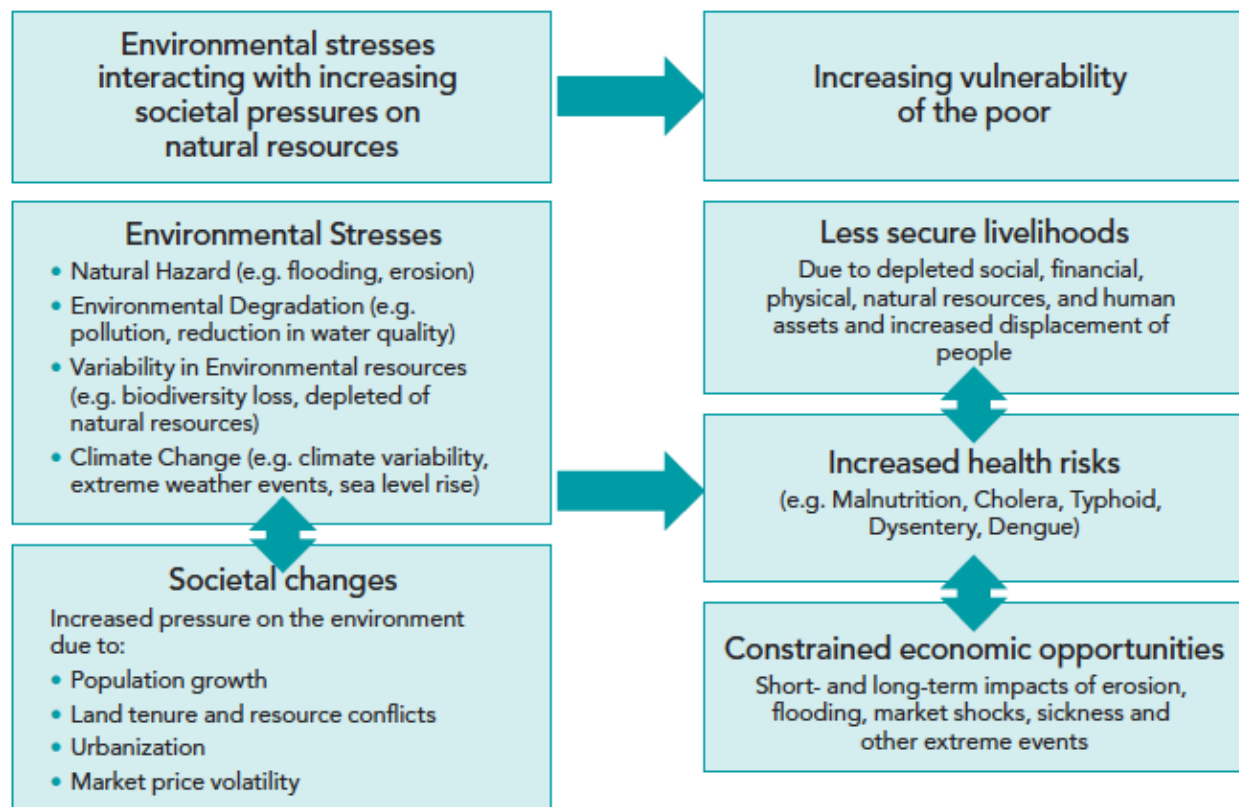 Environmental stresses
interacting with increasing
societal pressures on
natural resources
Increasing vulnerability
of the poor
Environmental Stresses
• Natural Hazard (e.g. flooding, erosion)
• Environmental Degradation (e.g.
pollution, reduction in water quality)
• Variability in Environmental resources
(e.g. biodiversity loss, depleted of
natural resources)
• Climate Change (e.g. climate variability,
extreme weather events, sea level rise)
Societal changes
Increased pressure on the environment
due to:
• Population growth
• Land tenure and resource conflicts
• Urbanization
• Market price volatility
Less secure livelihoods
Due to depleted social, financial,
physical, natural resources, and human
assets and increased displacement of
people
Increased health risks
(e.g. Malnutrition, Cholera, Typhoid,
Dysentery, Dengue)
Constrained economic opportunities
Short- and long-term impacts of erosion,
flooding, market shocks, sickness and
other extreme events